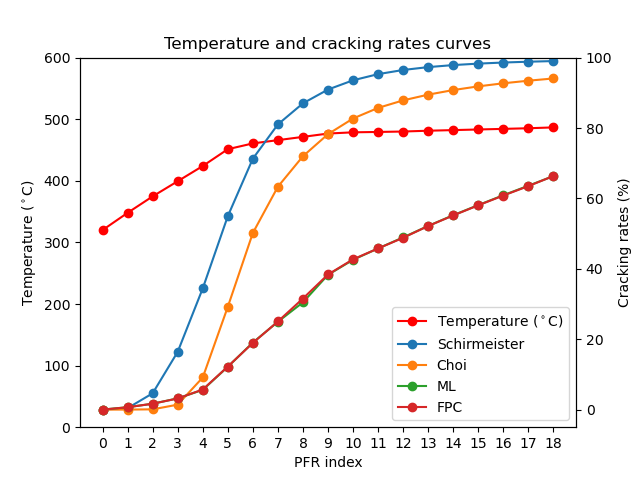 Temperature and cracking rates curves
600
500
400
300
200
100
0
Temperature (°C)
100
80
60
40
20
0
Cracking rates (%)
Temperature (°C)
Schirmeister
Choi
ML
FPC
0 1 2 3 4 5 6 7 8 9 10 11 12 13 14 15 16 17 18
PFR index